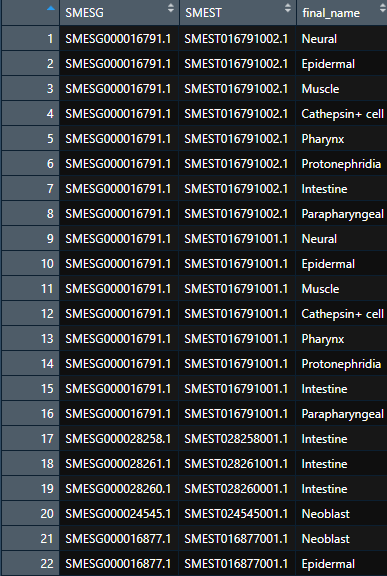 SMESG SMEST final_name
1 SMESG000016791.1 SMEST016791002.1 Neural
2 SMESG000016791.1 SMEST016791002.1 Epidermal
3 SMESG000016791.1 SMEST016791002.1 Muscle
4 SMESG000016791.1 SMEST016791002.1 Cathepsin+ cell
5 SMESG000016791.1 SMEST016791002.1 Pharynx
6 SMESG000016791.1 SMEST016791002.1 Protonephridia
7 SMESG000016791.1 SMEST016791002.1 Intestine
8 SMESG000016791.1 SMEST016791002.1 Parapharyngeal
9 SMESG000016791.1 SMEST016791001.1 Neural
10 SMESG000016791.1 SMEST016791001.1 Epidermal
11 SMESG000016791.1 SMEST016791001.1 Muscle
12 SMESG000016791.1 SMEST016791001.1 Cathepsin+ cell
13 SMESG000016791.1 SMEST016791001.1 Pharynx
14 SMESG000016791.1 SMEST016791001.1 Protonephridia
15 SMESG000016791.1 SMEST016791001.1 Intestine
16 SMESG000016791.1 SMEST016791001.1 Parapharyngeal
17 SMESG000028258.1 SMEST028258001.1 Intestine
18 SMESG000028261.1 SMEST028261001.1 Intestine
19 SMESG000028260.1 SMEST028260001.1 Intestine
20 SMESG000024545.1 SMEST024545001.1 Neoblast
21 SMESG000016877.1 SMEST016877001.1 Neoblast
22 SMESG000016877.1 SMEST016877001.1 Epidermal